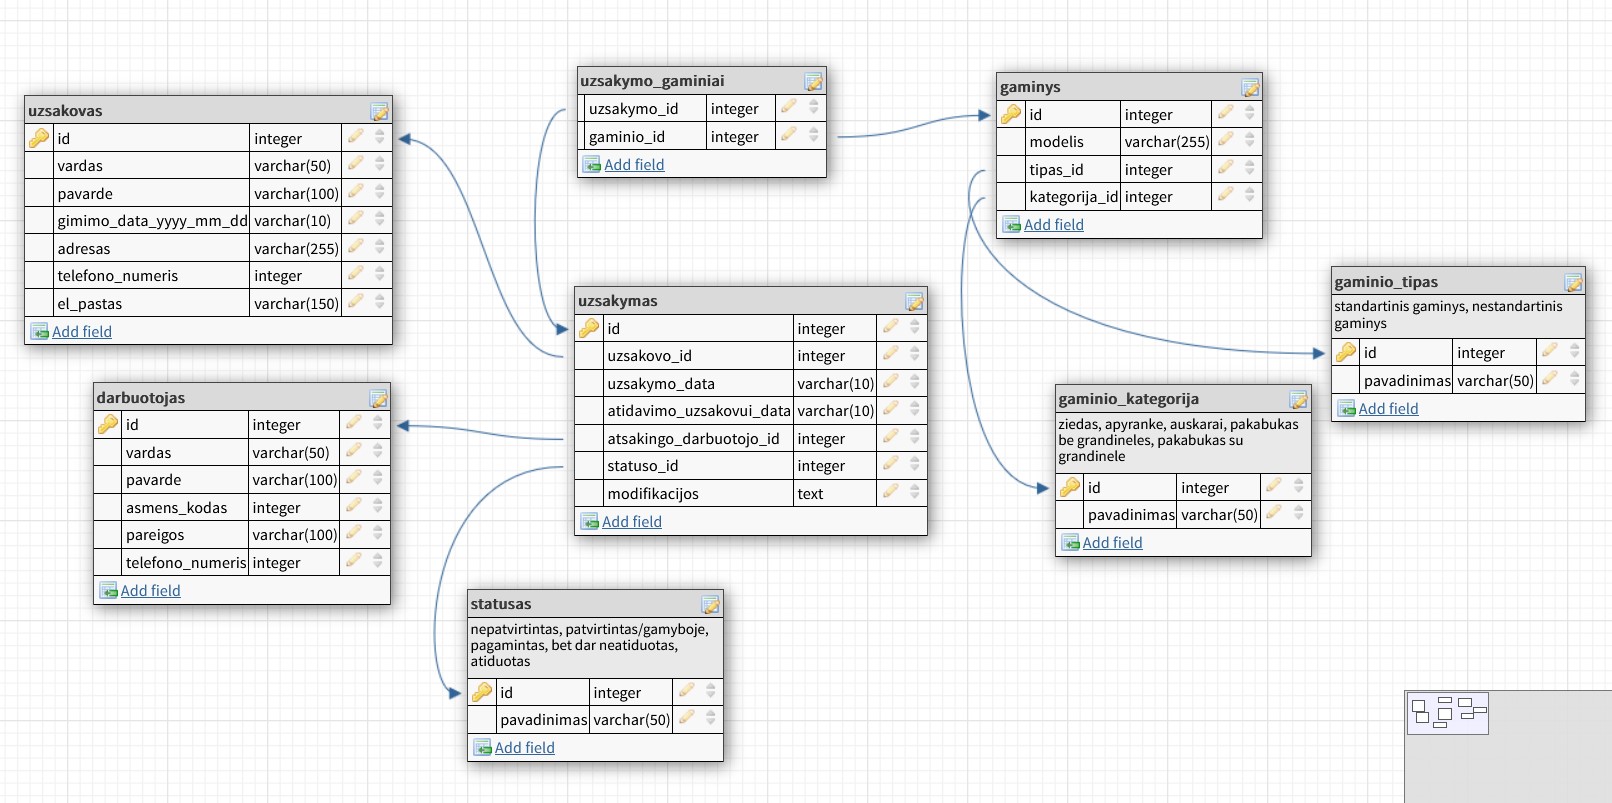 uzsakovas
id integer
vardas varchar(50)
pavarde varchar(100)
gimimo_data_yyyy_mm_dd varchar(10)
adresas varchar(255)
telefono_numeris integer
el_pastas varchar(150)
Add field
darbuotojas
id integer
vardas varchar(50)
pavarde varchar(100)
asmens_kodas integer
pareigos varchar(100)
telefono_numeris integer
Add field
uzsakymo_gaminiai
uzsakymo_id integer
gaminio_id integer
Add field
uzsakymas
id integer
uzsakovo_id integer
uzsakymo_data varchar(10)
atidavimo_uzsakovui_data varchar(10)
atsakingo_darbuotojo_id integer
statuso_id integer
modifikacijos text
Add field
statusas
nepatvirtintas, patvirtintas/gamyboje,
pagamintas, bet dar neatiduotas,
atiduotas
id integer
pavadinimas varchar(50)
Add field
gaminys
id integer
modelis varchar(255)
tipas_id integer
kategorija_id integer
Add field
gaminio_kategorija
ziedas, apyranke, auskarai, pakabukas
be grandineles, pakabukas su
grandinele
id integer
pavadinimas varchar(50)
Add field
gaminio_tipas
standartinis gaminys, nestandartinis
gaminys
id integer
pavadinimas varchar(50)
Add field